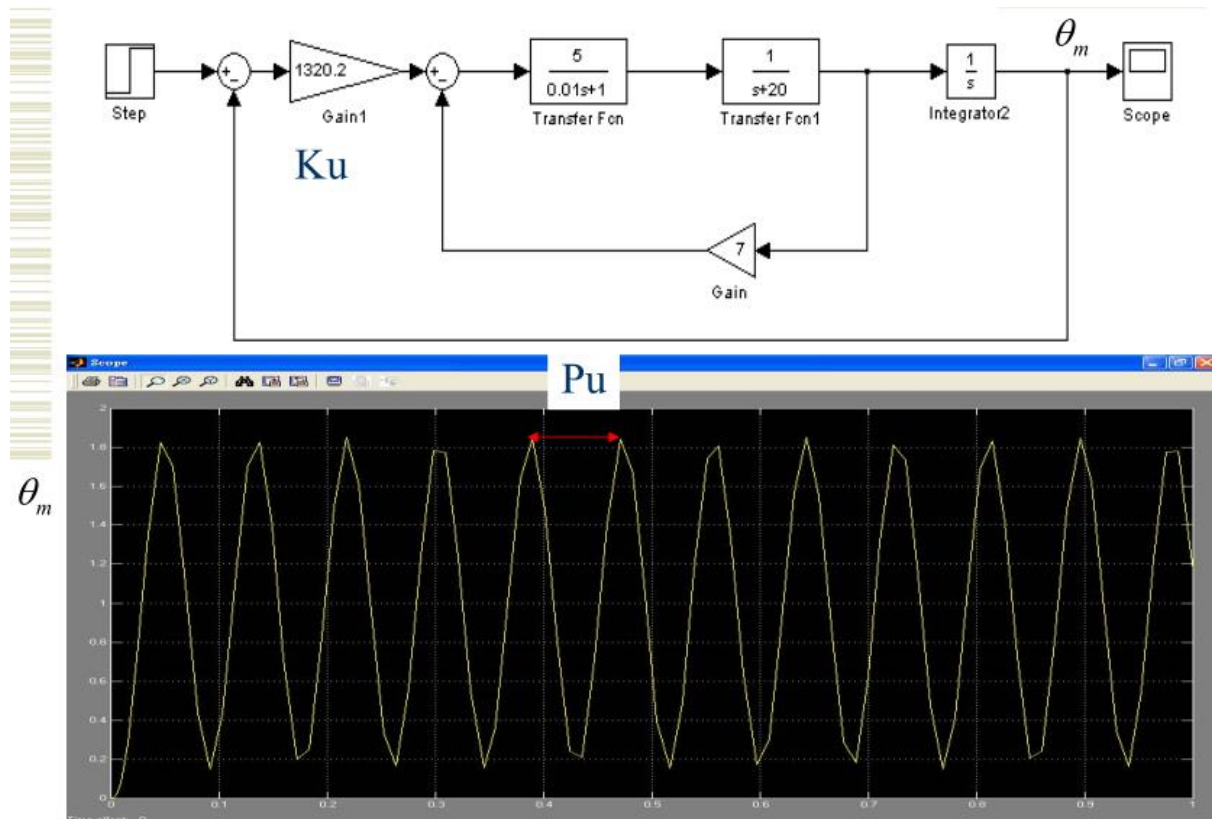 θm
+
−
1320.2
+
−
5
0.01s+1
1
s+20
1
s
Step
Gain1
Transfer Fcn
Transfer Fcn1
Integrator2
Scope
Ku
7
Gain
Scope
Pu
θm
2
1.8
1.6
1.4
1.2
1
0.8
0.6
0.4
0.2
0
0 0.1 0.2 0.3 0.4 0.5 0.6 0.7 0.8 0.9 1